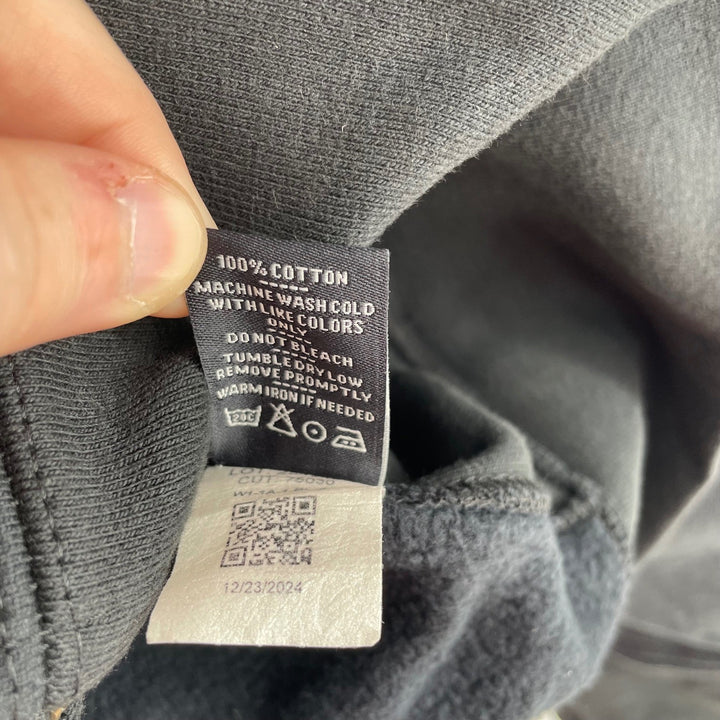 100% COTTON
-----
MACHINE WASH COLD
WITH LIKE COLORS
ONLY
-----
DO NOT BLEACH
-----
TUMBLE DRY LOW
REMOVE PROMPTLY
-----
WARM IRON IF NEEDED
CUT
12/23/2024